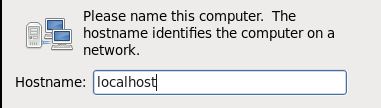 Please name this computer.  The
hostname identifies the computer on a
network.
Hostname: localhost